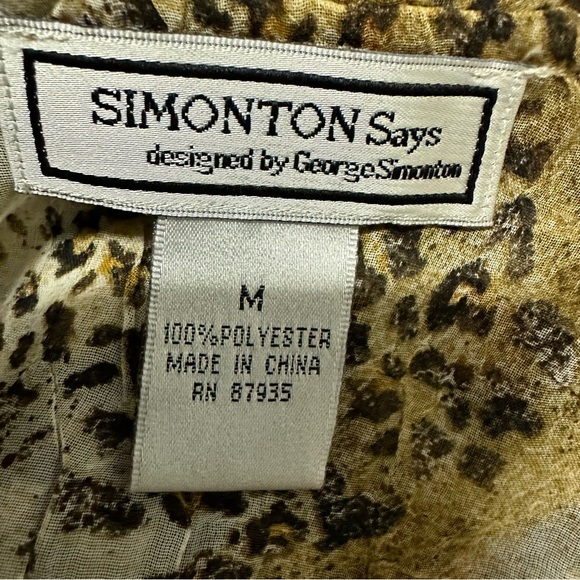 SIMONTON Says
designed by George Simonton
M
100% POLYESTER
MADE IN CHINA
RN 87935